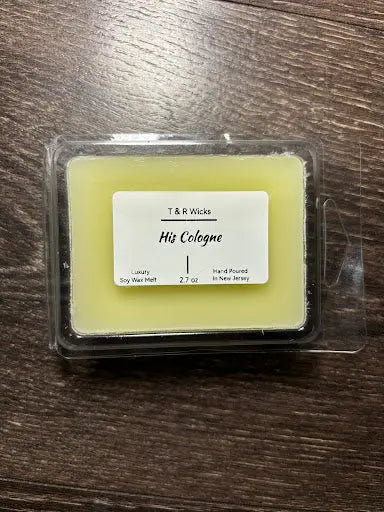 T & R Wicks
His Cologne
Luxury
Soy Wax Melt
2.7 oz
Hand Poured
In New Jersey